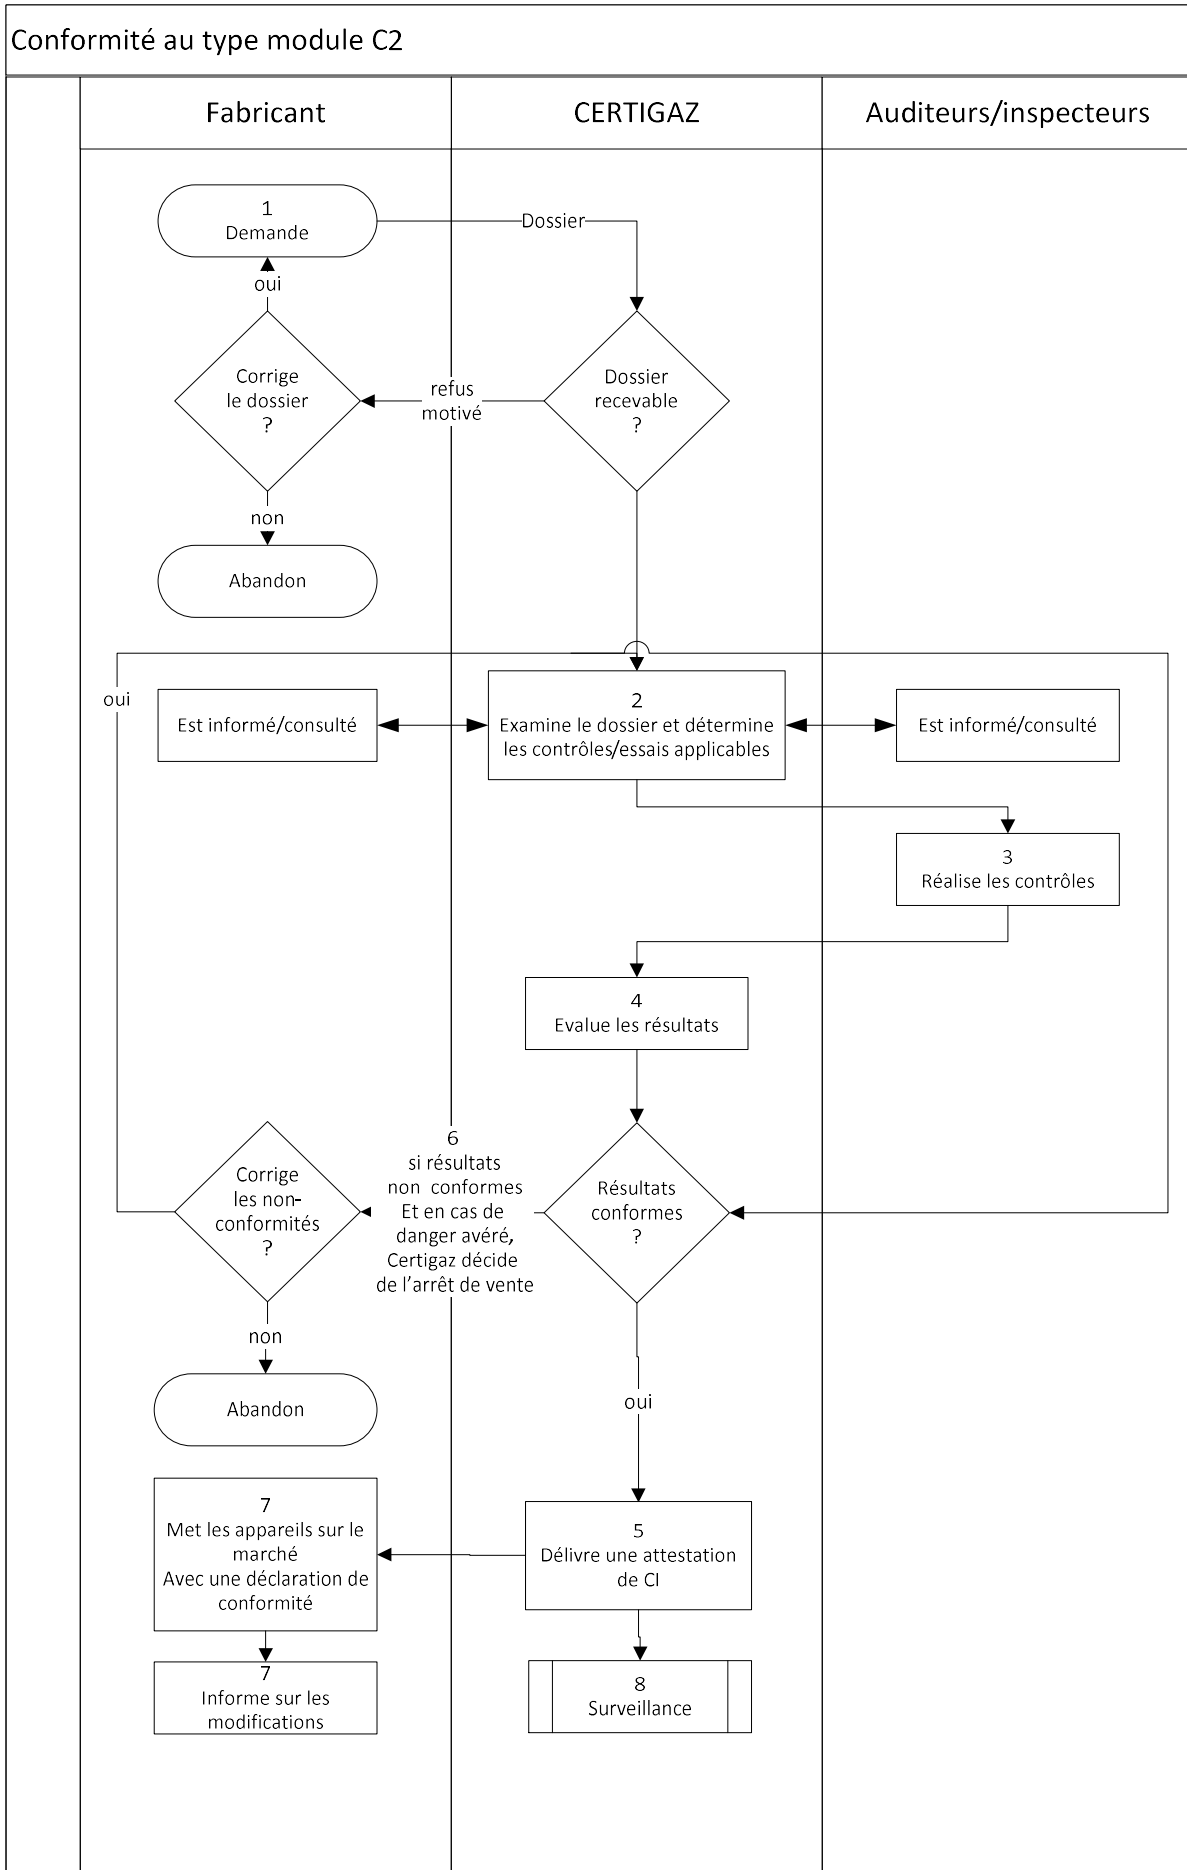 Conformité au type module C2
Fabricant
CERTIGAZ
Auditeurs/inspecteurs
1
Demande
Dossier
oui
Corrige
le dossier
?
refus
motivé
Dossier
recevable
?
non
Abandon
oui
Est informé/consulté
2
Examine le dossier et détermine
les contrôles/essais applicables
Est informé/consulté
3
Réalise les contrôles
4
Evalue les résultats
Corrige
les non-
conformités
?
6
si résultats
non conformes
Et en cas de
danger avéré,
Certigaz décide
de l'arrêt de vente
Résultats
conformes
?
non
Abandon
oui
7
Met les appareils sur le
marché
Avec une déclaration de
conformité
5
Délivre une attestation
de CI
7
Informe sur les
modifications
8
Surveillance